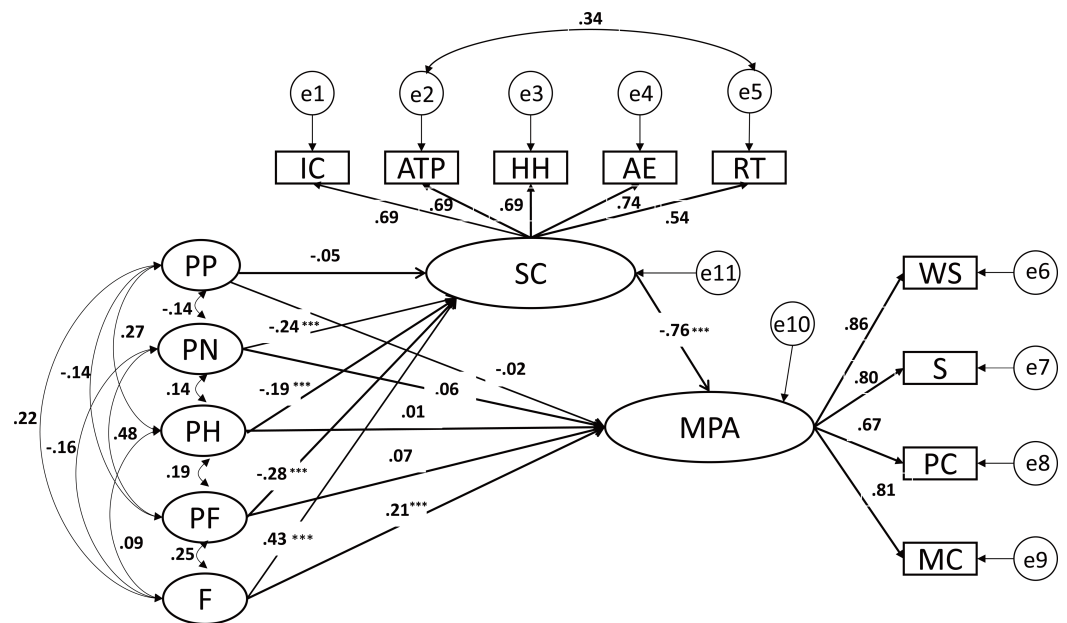 .34
e1 e2 e3 e4 e5
IC ATP HH AE RT
.69 .69 .69 .74 .54
PP -.05 SC e11 WS e6
-.14 -.24*** -.76*** e10 .86
.27
PN -.02 S e7
-.14 .14 -.19*** .06 .80
.22 .01 MPA .67
-.16 .48 PH PC e8
.19 -.28*** .07 .81
PF .21***
.09 .25 .43 *** MC e9
F